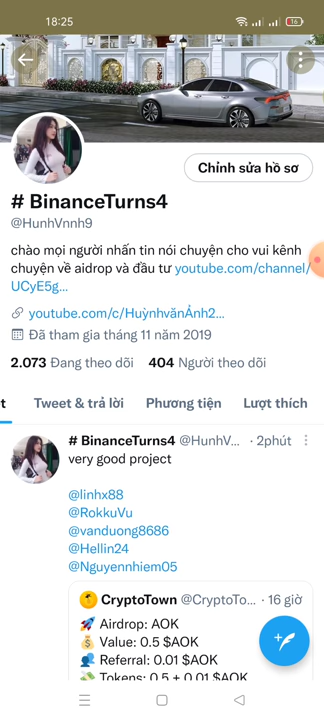 18:25
16
Chỉnh sửa hồ sơ
# BinanceTurns4
@HunhVnnh9
chào mọi người nhấn tin nói chuyện cho vui kênh
chuyện về aidrop và đầu tư youtube.com/channel/
UCyE5g...
youtube.com/c/HuỳnhvănẢnh2...
Đã tham gia tháng 11 năm 2019
2.073 Đang theo dõi 404 Người theo dõi
t Tweet & trả lời Phương tiện Lượt thích
# BinanceTurns4 @HunhV... · 2phút
very good project
@linhx88
@RokkuVu
@vanduong8686
@Hellin24
@Nguyennhiem05
CryptoTown @CryptoTo... · 16 giờ
🚀 Airdrop: AOK
💰 Value: 0.5 $AOK
👥 Referral: 0.01 $AOK
💸 Tokens: 0.5 + 0.01 $AOK